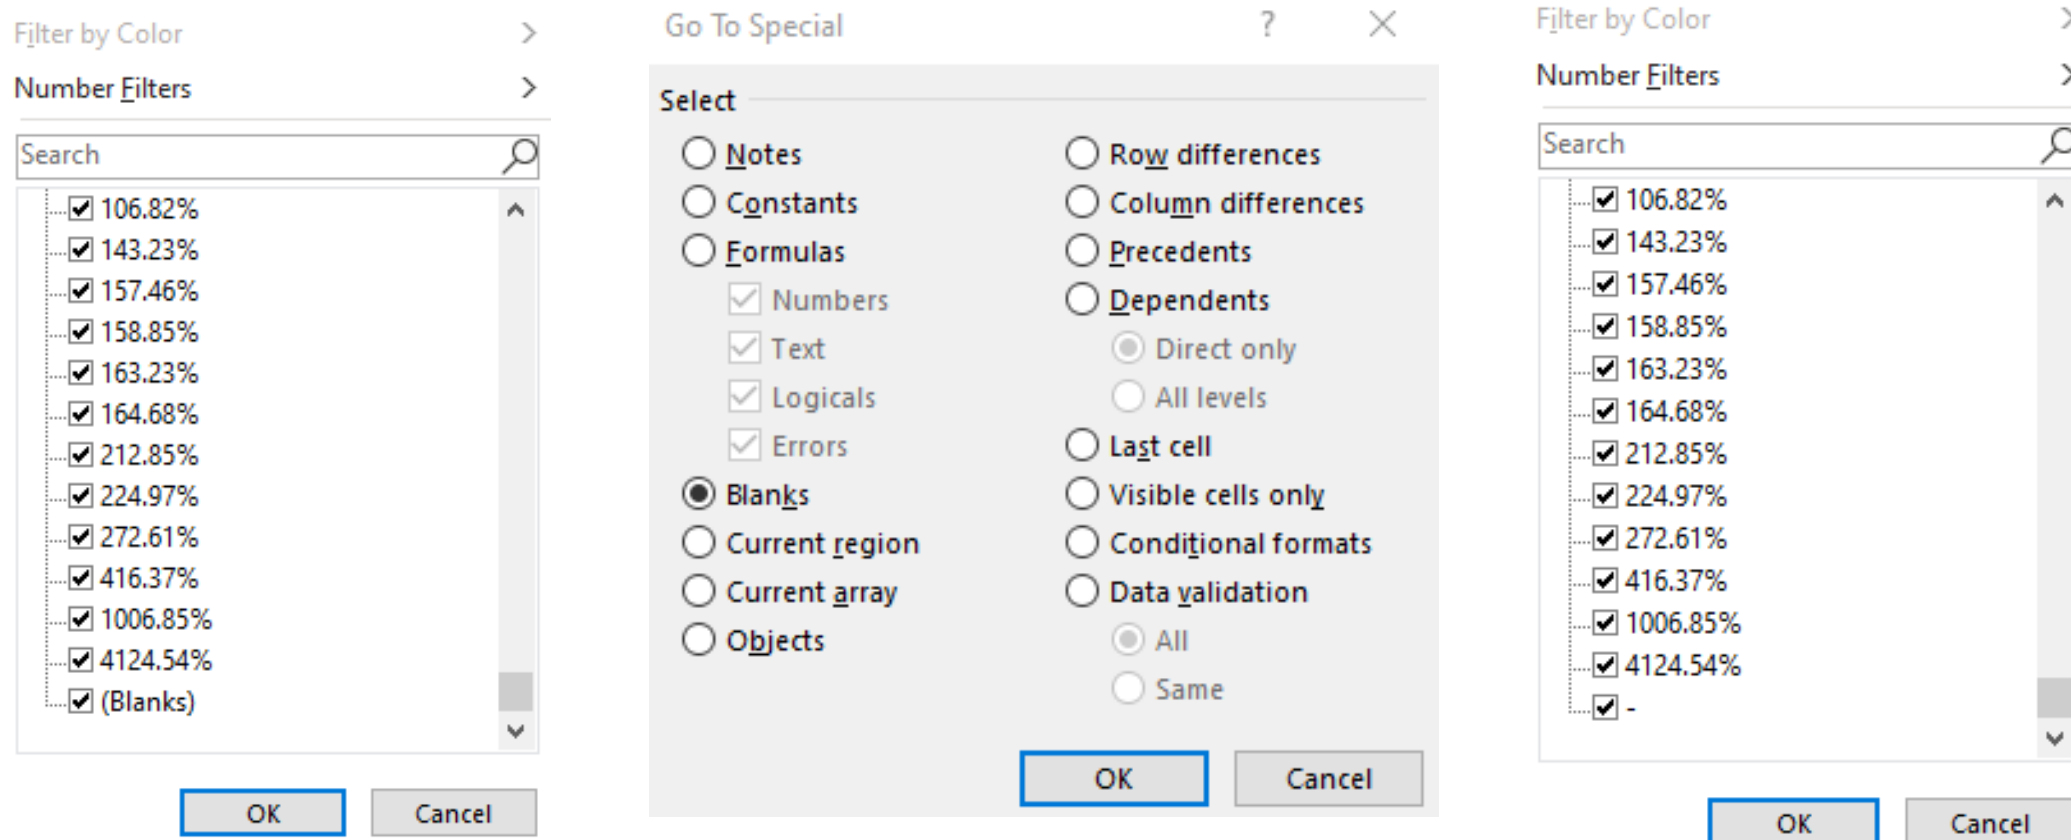 Filter by Color
Number Filters
Search
106.82%
143.23%
157.46%
158.85%
163.23%
164.68%
212.85%
224.97%
272.61%
416.37%
1006.85%
4124.54%
(Blanks)
OK Cancel
Go To Special ?
Select
Notes
Constants
Formulas
Numbers
Text
Logicals
Errors
Blanks
Current region
Current array
Objects
Row differences
Column differences
Precedents
Dependents
Direct only
All levels
Last cell
Visible cells only
Conditional formats
Data validation
All
Same
OK Cancel
Filter by Color
Number Filters
Search
106.82%
143.23%
157.46%
158.85%
163.23%
164.68%
212.85%
224.97%
272.61%
416.37%
1006.85%
4124.54%
-
OK Cancel